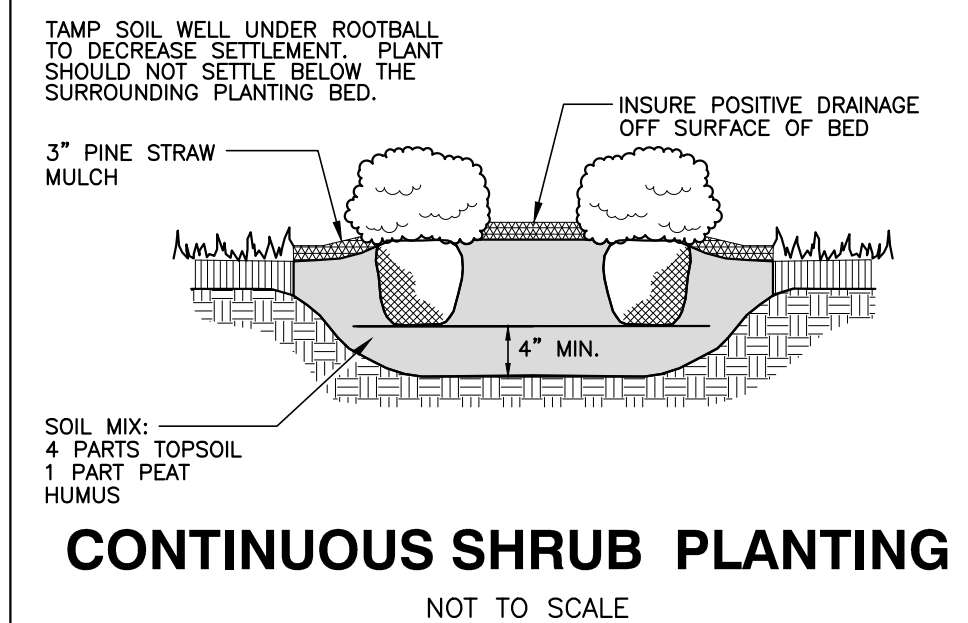 TAMP SOIL WELL UNDER ROOTBALL
TO DECREASE SETTLEMENT. PLANT
SHOULD NOT SETTLE BELOW THE
SURROUNDING PLANTING BED.
INSURE POSITIVE DRAINAGE
OFF SURFACE OF BED
3" PINE STRAW
MULCH
4" MIN.
SOIL MIX:
4 PARTS TOPSOIL
1 PART PEAT
HUMUS
CONTINUOUS SHRUB PLANTING
NOT TO SCALE